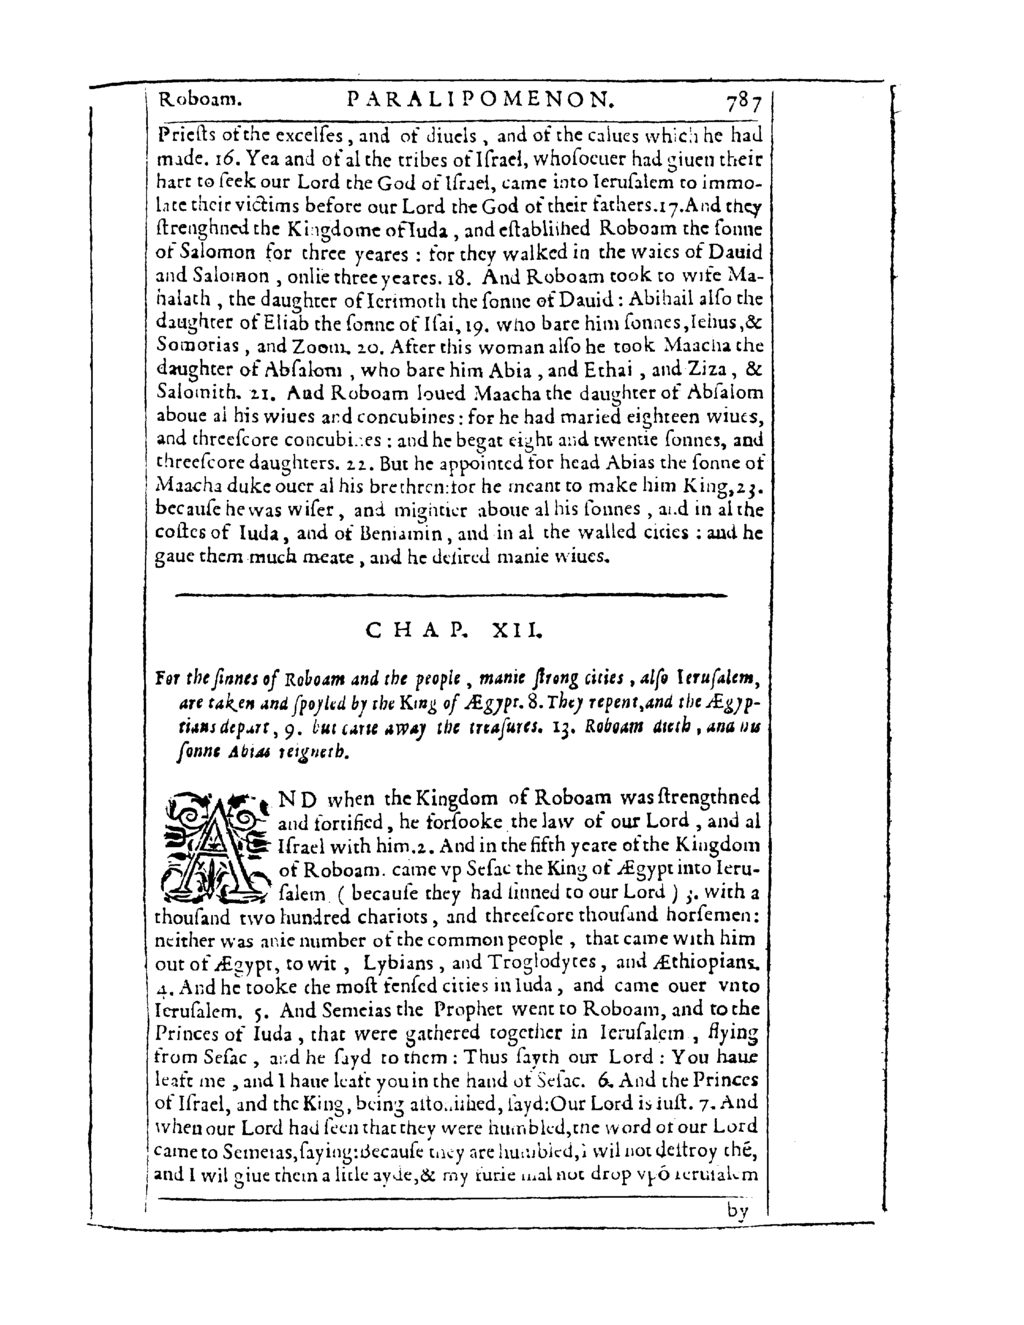 Roboam. PARALIPOMENON. 787
Prieſts of the excelſes, and of diuels, and of the calues which he had
made. 16. Yea and of al the tribes of Iſrael, whoſoeuer had giuen their
hart to ſeek our Lord the God of Iſrael, came into Ieruſalem to immo-
late their victims before our Lord the God of their fathers. 17. And they
ſtrenghned the Kingdome of Iuda, and eſtabliſhed Roboam the ſonne
of Salomon for three yeares : for they walked in the waies of Dauid
and Salomon, onlie three yeares. 18. And Roboam took to wife Ma-
halath, the daughter of Ierimoth the ſonne of Dauid : Abihail alſo the
daughter of Eliab the ſonne of Iſai, 19. who bare him ſonnes, Iehus, &
Somorias, and Zoom. 20. After this woman alſo he took Maacha the
daughter of Abſalom, who bare him Abia, and Ethai, and Ziza, &
Salomith. 21. And Roboam loued Maacha the daughter of Abſalom
aboue al his wiues and concubines : for he had maried eighteen wiues,
and threeſcore concubines : and he begat eight and twentie ſonnes, and
threeſcore daughters. 22. But he appointed for head Abias the ſonne of
Maacha duke ouer al his brethren: for he meant to make him King, 23.
becauſe he was wiſer, and mightier aboue al his ſonnes, and in al the
coſtes of Iuda, and of Beniamin, and in al the walled cities : and he
gaue them much meate, and he deſired manie wiues.
CHAP. XII.
For the ſinnes of Roboam and the people, manie ſtrong cities, alſo Ieruſalem,
are taken and ſpoyled by the King of Ægypt. 8. They repent, and the Ægyp-
tians depart, 9. but carie away the treaſures. 13. Roboam dieth, and his
ſonne Abias reigneth.
AND when the Kingdom of Roboam was ſtrengthned
and fortified, he forſooke the law of our Lord, and al
Iſrael with him. 2. And in the fifth yeare of the Kingdom
of Roboam. came vp Seſac the King of Ægypt into Ieru-
ſalem ( becauſe they had ſinned to our Lord ) 3. with a
thouſand two hundred chariots, and threeſcore thouſand horſemen:
neither was anie number of the common people, that came with him
out of Ægypt, to wit, Lybians, and Troglodytes, and Æthiopians.
4. And he tooke the moſt fenſed cities in Iuda, and came ouer vnto
Ieruſalem. 5. And Semeias the Prophet went to Roboam, and to the
Princes of Iuda, that were gathered together in Ieruſalem, flying
from Seſac, and he ſayd to them : Thus ſayth our Lord : You haue
leaft me, and I haue leaft you in the hand of Seſac. 6. And the Princes
of Iſrael, and the King, being aſtoniſhed, ſayd: Our Lord is iuſt. 7. And
when our Lord had ſeen that they were humbled, the word of our Lord
came to Semeias, ſaying: Becauſe they are humbled, I wil not deſtroy thē,
and I wil giue them a litle ayde, & my furie ſhal not drop vpō Ieruſalem
by